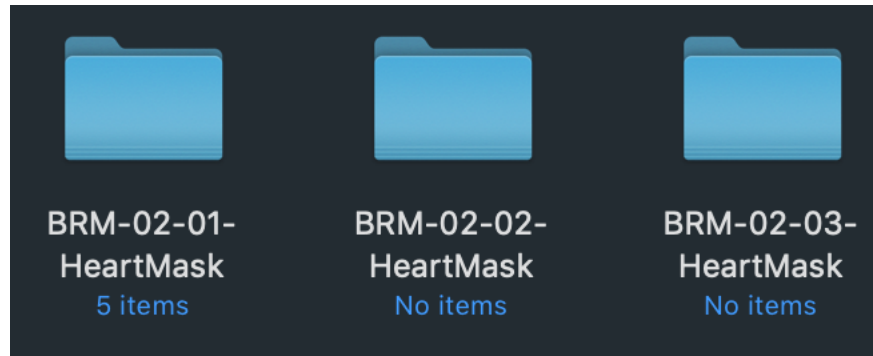 BRM-02-01-
HeartMask
5 items
BRM-02-02-
HeartMask
No items
BRM-02-03-
HeartMask
No items